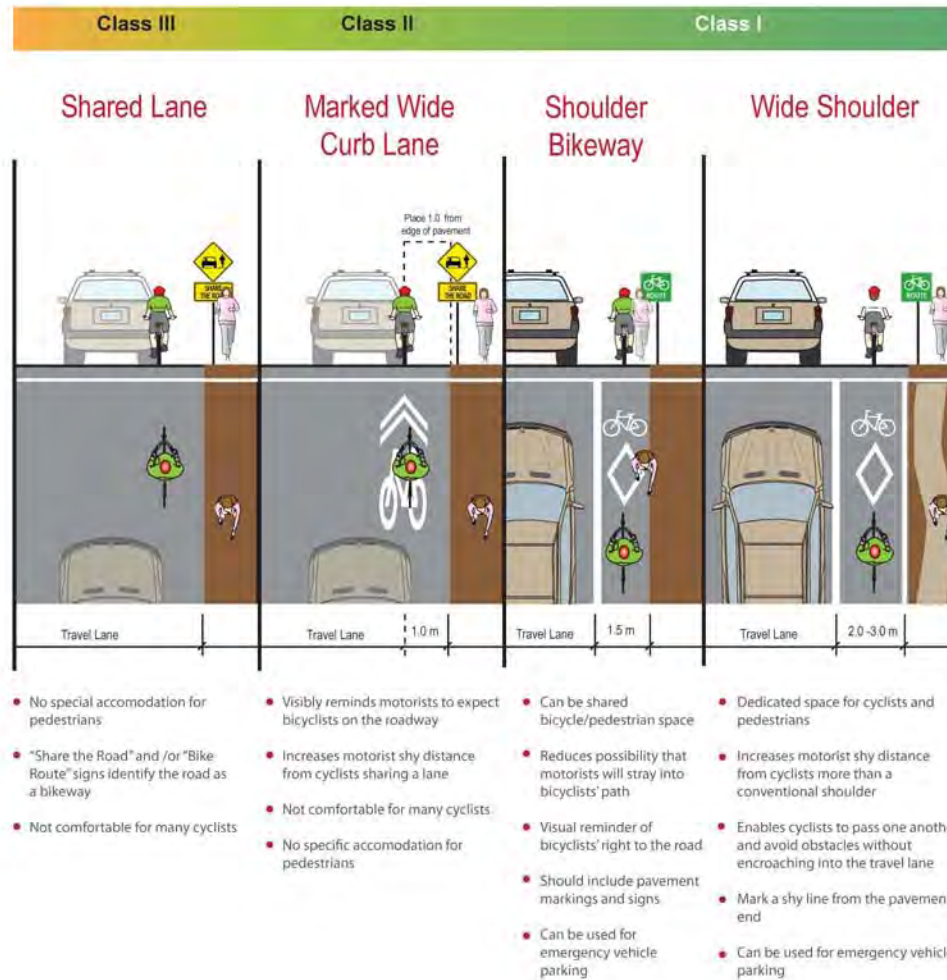 Class III
Class II
Class I
Shared Lane
Marked Wide
Curb Lane
Shoulder
Bikeway
Wide Shoulder
Place 1.0 from
edge of pavement
SHARE
THE ROAD
SHARE
THE ROAD
ROUTE
ROUTE
Travel Lane
Travel Lane
1.0 m
Travel Lane
1.5 m
Travel Lane
2.0 -3.0 m
No special accomodation for
pedestrians
"Share the Road" and /or "Bike
Route" signs identify the road as
a bikeway
Not comfortable for many cyclists
Visibly reminds motorists to expect
bicyclists on the roadway
Increases motorist shy distance
from cyclists sharing a lane
Not comfortable for many cyclists
No specific accomodation for
pedestrians
Can be shared
bicycle/pedestrian space
Reduces possibility that
motorists will stray into
bicyclists' path
Visual reminder of
bicyclists' right to the road
Should include pavement
markings and signs
Can be used for
emergency vehicle
parking
Dedicated space for cyclists and
pedestrians
Increases motorist shy distance
from cyclists more than a
conventional shoulder
Enables cyclists to pass one anoth
and avoid obstacles without
encroaching into the travel lane
Mark a shy line from the pavemen
end
Can be used for emergency vehicl
parking